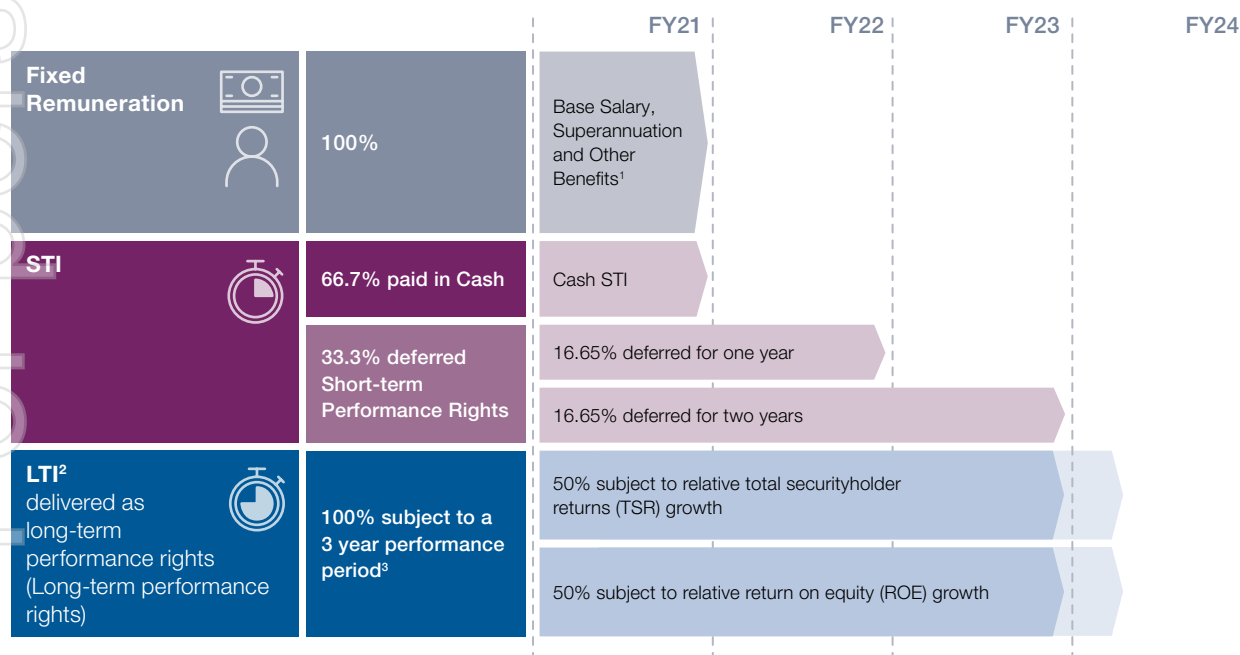 FY21 FY22 FY23 FY24
Fixed
Remuneration
100%
Base Salary,
Superannuation
and Other
Benefits¹
STI
66.7% paid in Cash
Cash STI
33.3% deferred
Short-term
Performance Rights
16.65% deferred for one year
16.65% deferred for two years
LTI²
delivered as
long-term
performance rights
(Long-term performance
rights)
100% subject to a
3 year performance
period³
50% subject to relative total securityholder
returns (TSR) growth
50% subject to relative return on equity (ROE) growth